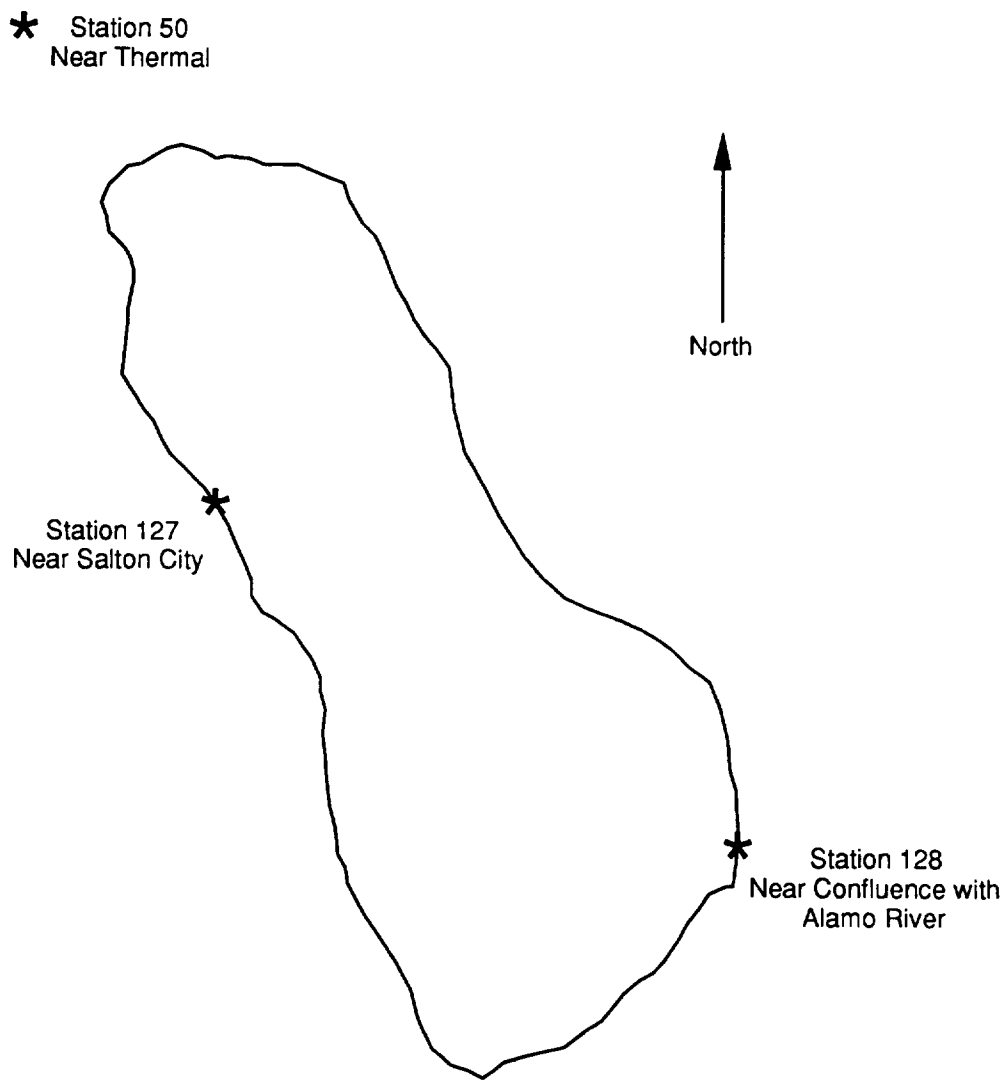 Station 50
Near Thermal
North
Station 127
Near Salton City
Station 128
Near Confluence with
Alamo River